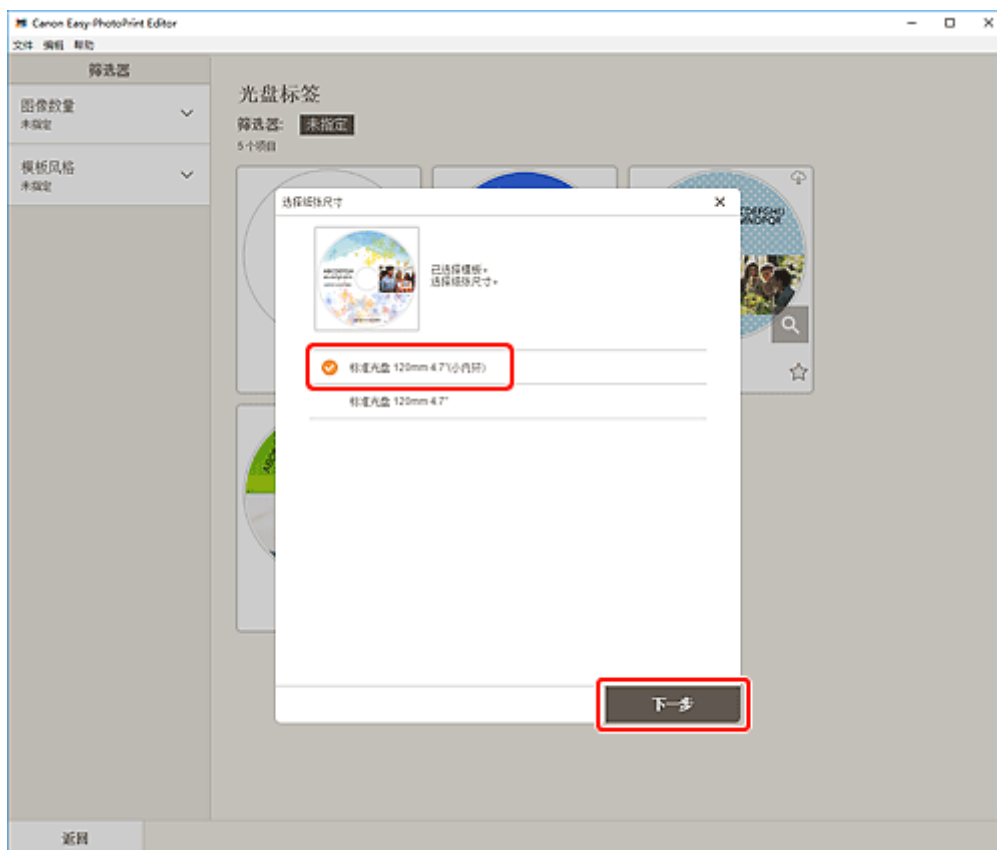 Canon Easy-PhotoPrint Editor
文件 编辑 帮助
筛选器
图像数量
未指定
模板风格
未指定
光盘标签
筛选器: 未指定
5个项目
CDEFGHIJ
MNOPQR
选择纸张尺寸
已选择模板。
选择纸张尺寸。
标准光盘 120mm 4.7"(小内环)
标准光盘 120mm 4.7"
下一步
返回